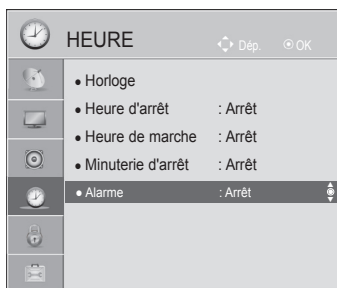 HEURE Dép. OK
• Horloge
• Heure d'arrêt : Arrêt
• Heure de marche : Arrêt
• Minuterie d'arrêt : Arrêt
• Alarme : Arrêt